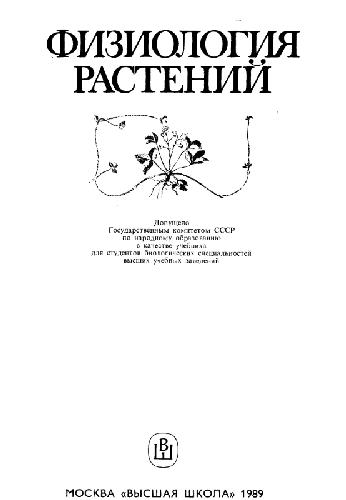 ФИЗИОЛОГИЯ
РАСТЕНИЙ
Допущено
Государственным комитетом СССР
по народному образованию
в качестве учебника
для студентов биологических специальностей
высших учебных заведений
ВШ
МОСКВА «ВЫСШАЯ ШКОЛА» 1989